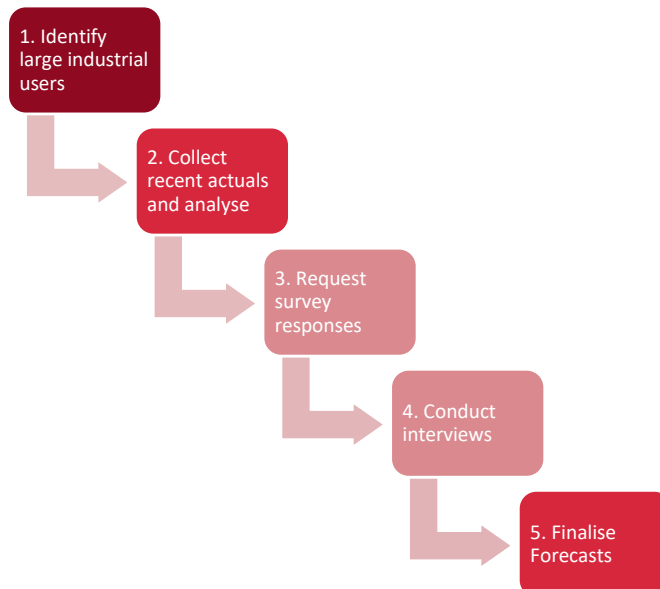 1. Identify
large industrial
users
2. Collect
recent actuals
and analyse
3. Request
survey
responses
4. Conduct
interviews
5. Finalise
Forecasts